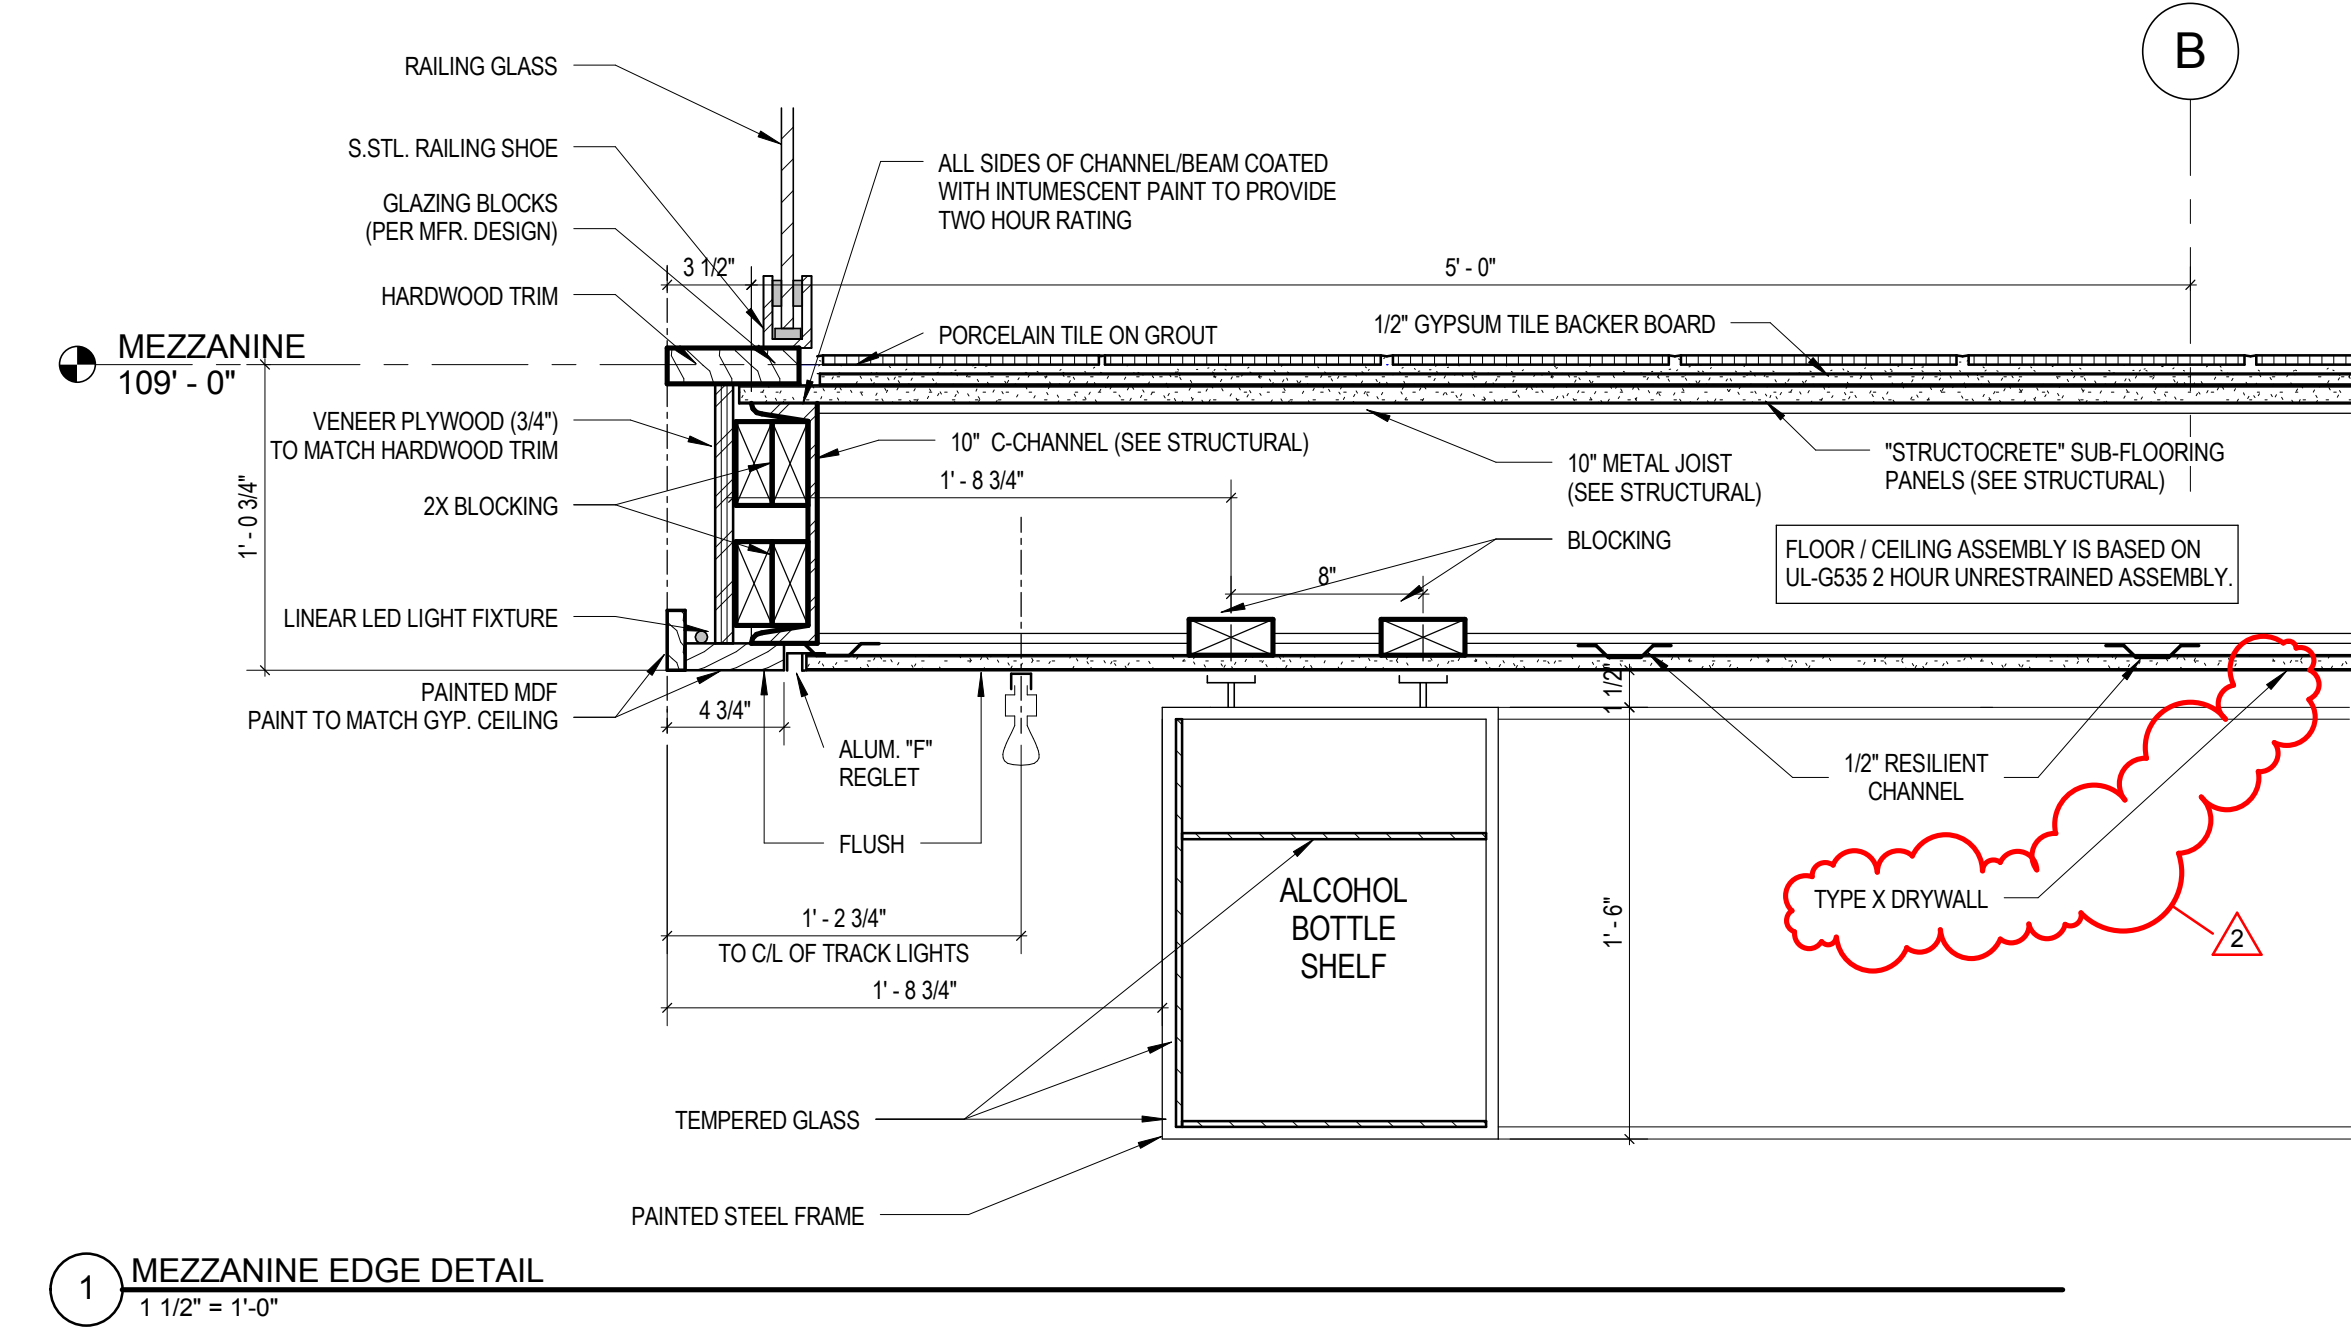 B
RAILING GLASS
S.STL. RAILING SHOE
GLAZING BLOCKS
(PER MFR. DESIGN)
HARDWOOD TRIM
ALL SIDES OF CHANNEL/BEAM COATED
WITH INTUMESCENT PAINT TO PROVIDE
TWO HOUR RATING
3 1/2"
5' - 0"
MEZZANINE
109' - 0"
PORCELAIN TILE ON GROUT
1/2" GYPSUM TILE BACKER BOARD
VENEER PLYWOOD (3/4")
TO MATCH HARDWOOD TRIM
10" C-CHANNEL (SEE STRUCTURAL)
1' - 8 3/4"
10" METAL JOIST
(SEE STRUCTURAL)
"STRUCTOCRETE" SUB-FLOORING
PANELS (SEE STRUCTURAL)
2X BLOCKING
1' - 0 3/4"
BLOCKING
8"
FLOOR / CEILING ASSEMBLY IS BASED ON
UL-G535 2 HOUR UNRESTRAINED ASSEMBLY.
LINEAR LED LIGHT FIXTURE
PAINTED MDF
PAINT TO MATCH GYP. CEILING
4 3/4"
1 1/2"
ALUM. "F"
REGLET
1/2" RESILIENT
CHANNEL
FLUSH
TYPE X DRYWALL
2
ALCOHOL
BOTTLE
SHELF
1' - 6"
1' - 2 3/4"
TO C/L OF TRACK LIGHTS
1' - 8 3/4"
TEMPERED GLASS
PAINTED STEEL FRAME
1
MEZZANINE EDGE DETAIL
1 1/2" = 1'-0"